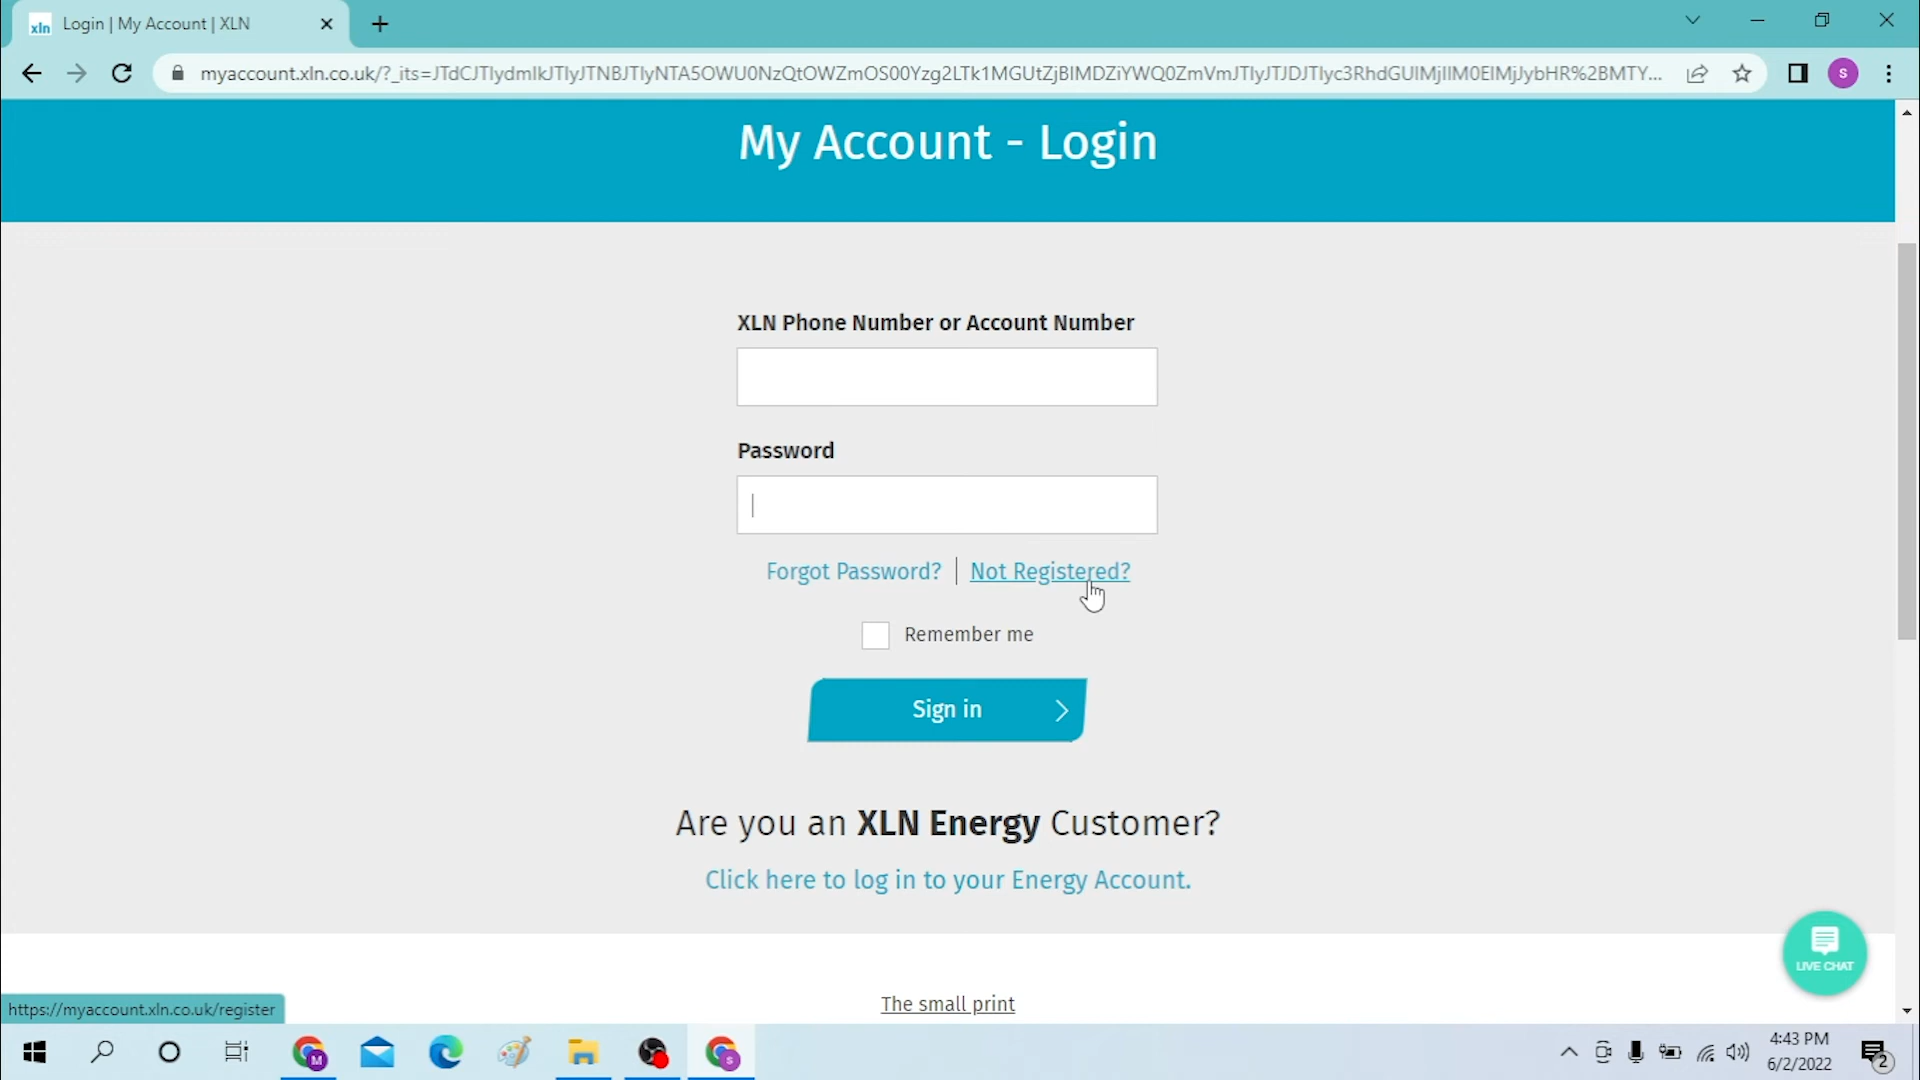 xln Login | My Account | XLN
myaccount.xln.co.uk/?_its=JTdCJTIydmlkJTIyJTNBJTIyNTA5OWU0NzQtOWZmOS00Yzg2LTk1MGUtZjBlMDZiYWQ0ZmVmJTIyJTJDJTIyc3RhdGUlMjIlM0ElMjJybHR%2BMTY...
S
My Account - Login
XLN Phone Number or Account Number
Password
Forgot Password? | Not Registered?
Remember me
Sign in
Are you an XLN Energy Customer?
Click here to log in to your Energy Account.
LIVE CHAT
The small print
https://myaccount.xln.co.uk/register
M
S
4:43 PM
6/2/2022
2